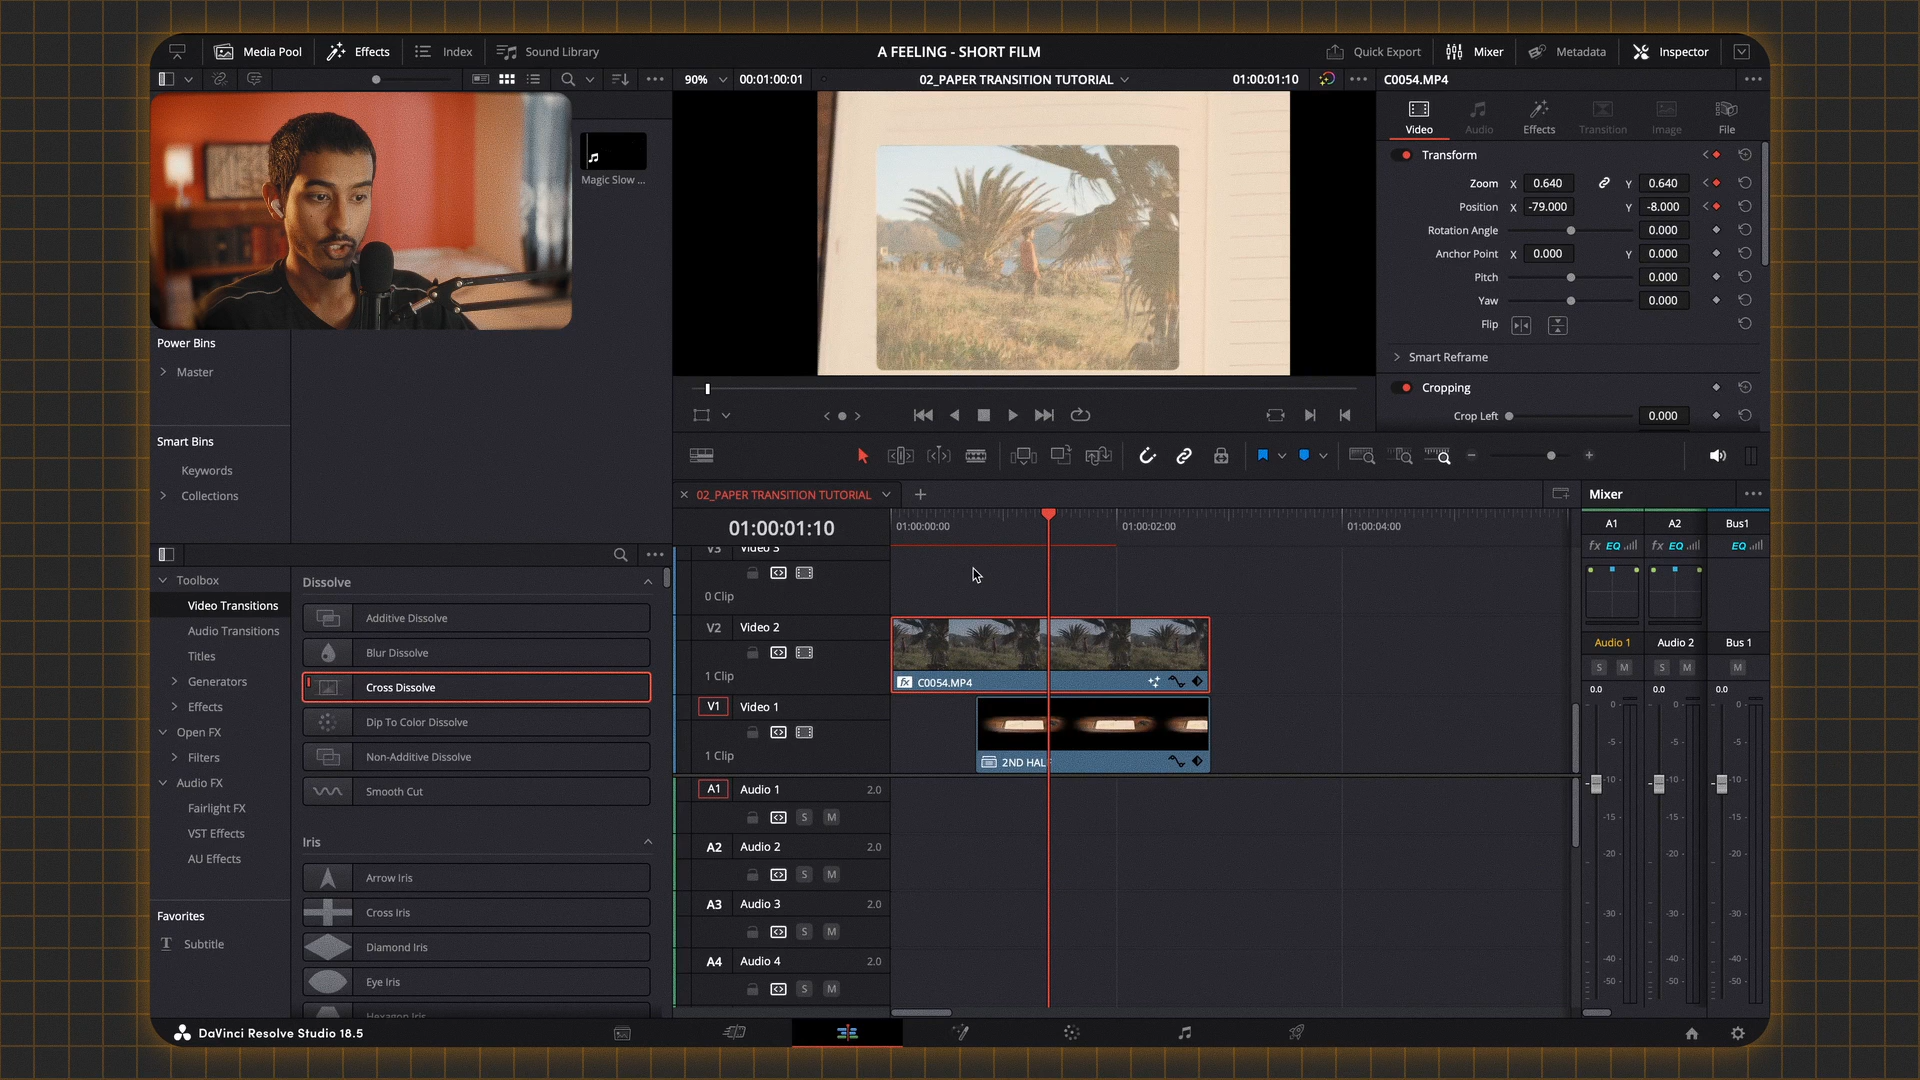 Media Pool
Effects
Index
Sound Library
A FEELING - SHORT FILM
Quick Export
Mixer
Metadata
Inspector
90%
00:01:00:01
02_PAPER TRANSITION TUTORIAL
01:00:01:10
C0054.MP4
Magic Slow ...
Video
Audio
Effects
Transition
Image
File
Transform
Zoom X 0.640 Y 0.640
Position X -79.000 Y -8.000
Rotation Angle 0.000
Anchor Point X 0.000 Y 0.000
Pitch 0.000
Yaw 0.000
Flip
Smart Reframe
Cropping
Crop Left 0.000
Power Bins
Master
Smart Bins
Keywords
Collections
02_PAPER TRANSITION TUTORIAL
01:00:01:10
01:00:00:00
01:00:02:00
01:00:04:00
V3 Video 3
0 Clip
V2 Video 2
1 Clip
C0054.MP4
V1 Video 1
1 Clip
2ND HAL
A1 Audio 1 2.0
S M
A2 Audio 2 2.0
S M
A3 Audio 3 2.0
S M
A4 Audio 4 2.0
S M
Mixer
A1 A2 Bus1
fx EQ fx EQ EQ
Audio 1 Audio 2 Bus 1
S M S M M
0.0 0.0 0.0
0 0 0
-5 -5 -5
-10 -10 -10
-15 -15 -15
-20 -20 -20
-30 -30 -30
-40 -40 -40
-50 -50 -50
Toolbox
Video Transitions
Audio Transitions
Titles
Generators
Effects
Open FX
Filters
Audio FX
Fairlight FX
VST Effects
AU Effects
Favorites
T Subtitle
Dissolve
Additive Dissolve
Blur Dissolve
Cross Dissolve
Dip To Color Dissolve
Non-Additive Dissolve
Smooth Cut
Iris
Arrow Iris
Cross Iris
Diamond Iris
Eye Iris
Hexagon Iris
DaVinci Resolve Studio 18.5